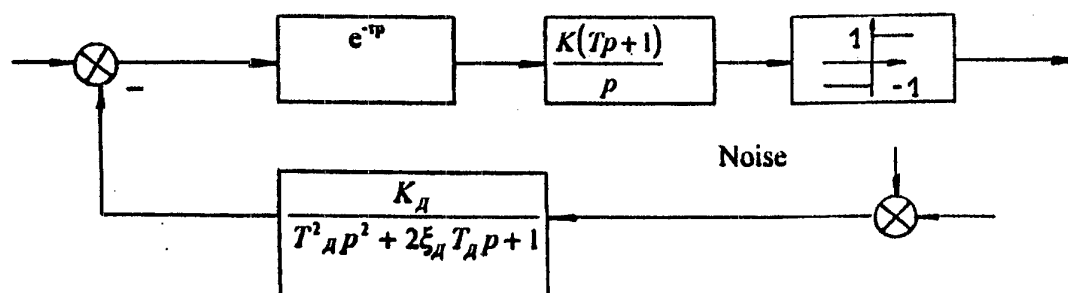 e^{-τp}
K(Tp+1)
p
1
-1
−
Noise
K_Д
T²_Д p² + 2ξ_Д T_Д p + 1